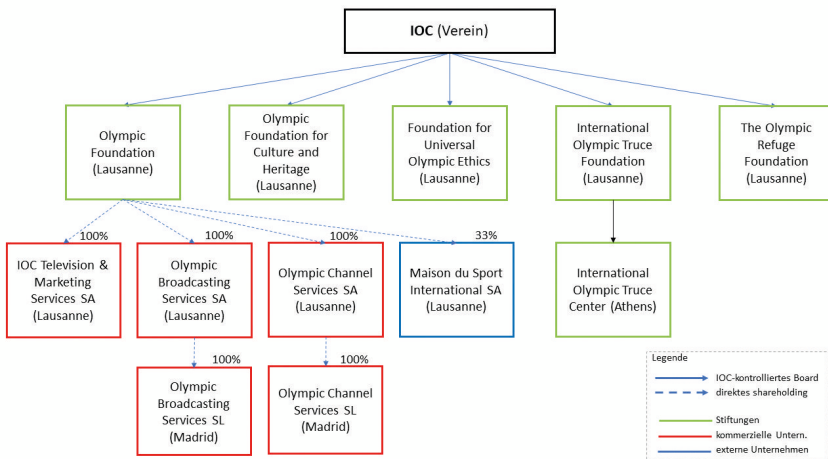 IOC (Verein)
Olympic
Foundation
(Lausanne)
Olympic
Foundation for
Culture and
Heritage
(Lausanne)
Foundation for
Universal
Olympic Ethics
(Lausanne)
International
Olympic Truce
Foundation
(Lausanne)
The Olympic
Refuge
Foundation
(Lausanne)
100%
100%
100%
33%
IOC Television &
Marketing
Services SA
(Lausanne)
Olympic
Broadcasting
Services SA
(Lausanne)
Olympic Channel
Services SA
(Lausanne)
Maison du Sport
International SA
(Lausanne)
International
Olympic Truce
Center (Athens)
100%
100%
Olympic
Broadcasting
Services SL
(Madrid)
Olympic Channel
Services SL
(Madrid)
Legende
IOC-kontrolliertes Board
direktes shareholding
Stiftungen
kommerzielle Untern.
externe Unternehmen